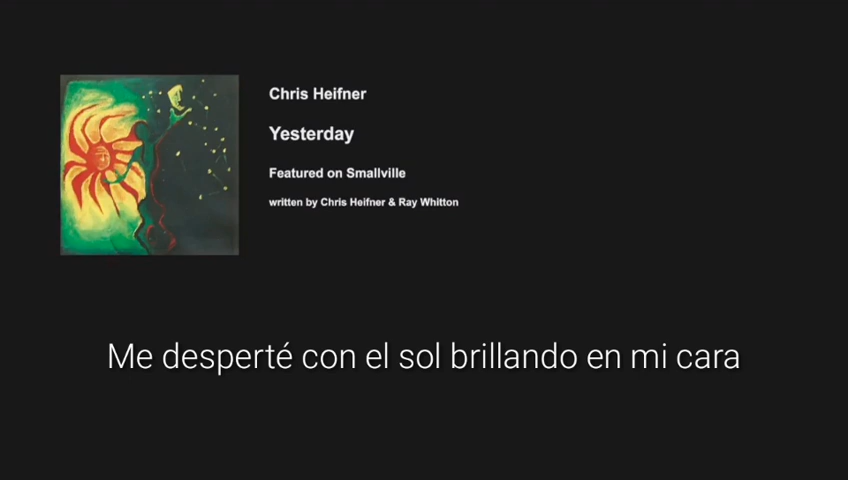 Chris Heifner
Yesterday
Featured on Smallville
written by Chris Heifner & Ray Whitton
Me desperté con el sol brillando en mi cara